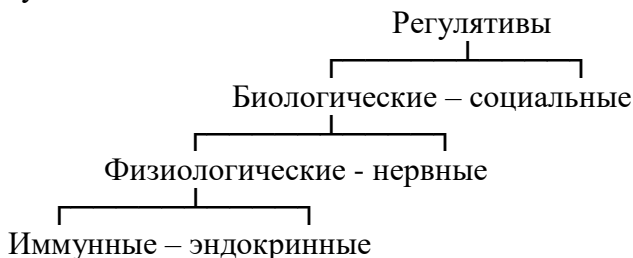 Регулятивы
Биологические – социальные
Физиологические - нервные
Иммунные – эндокринные